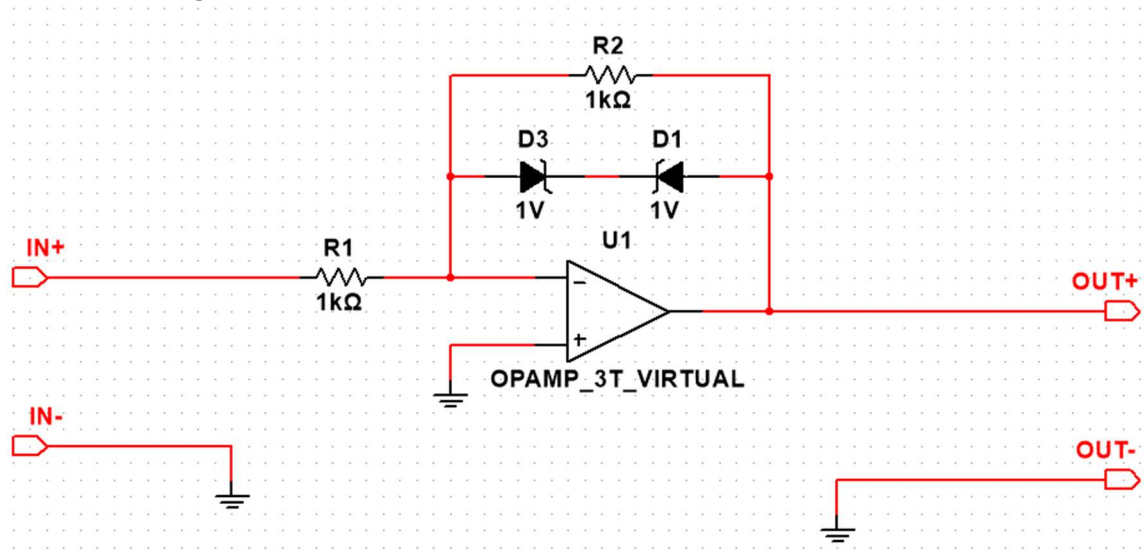 R2
1kΩ
D3
D1
1V
1V
U1
IN+
R1
1kΩ
OUT+
−
+
OPAMP_3T_VIRTUAL
IN-
OUT-